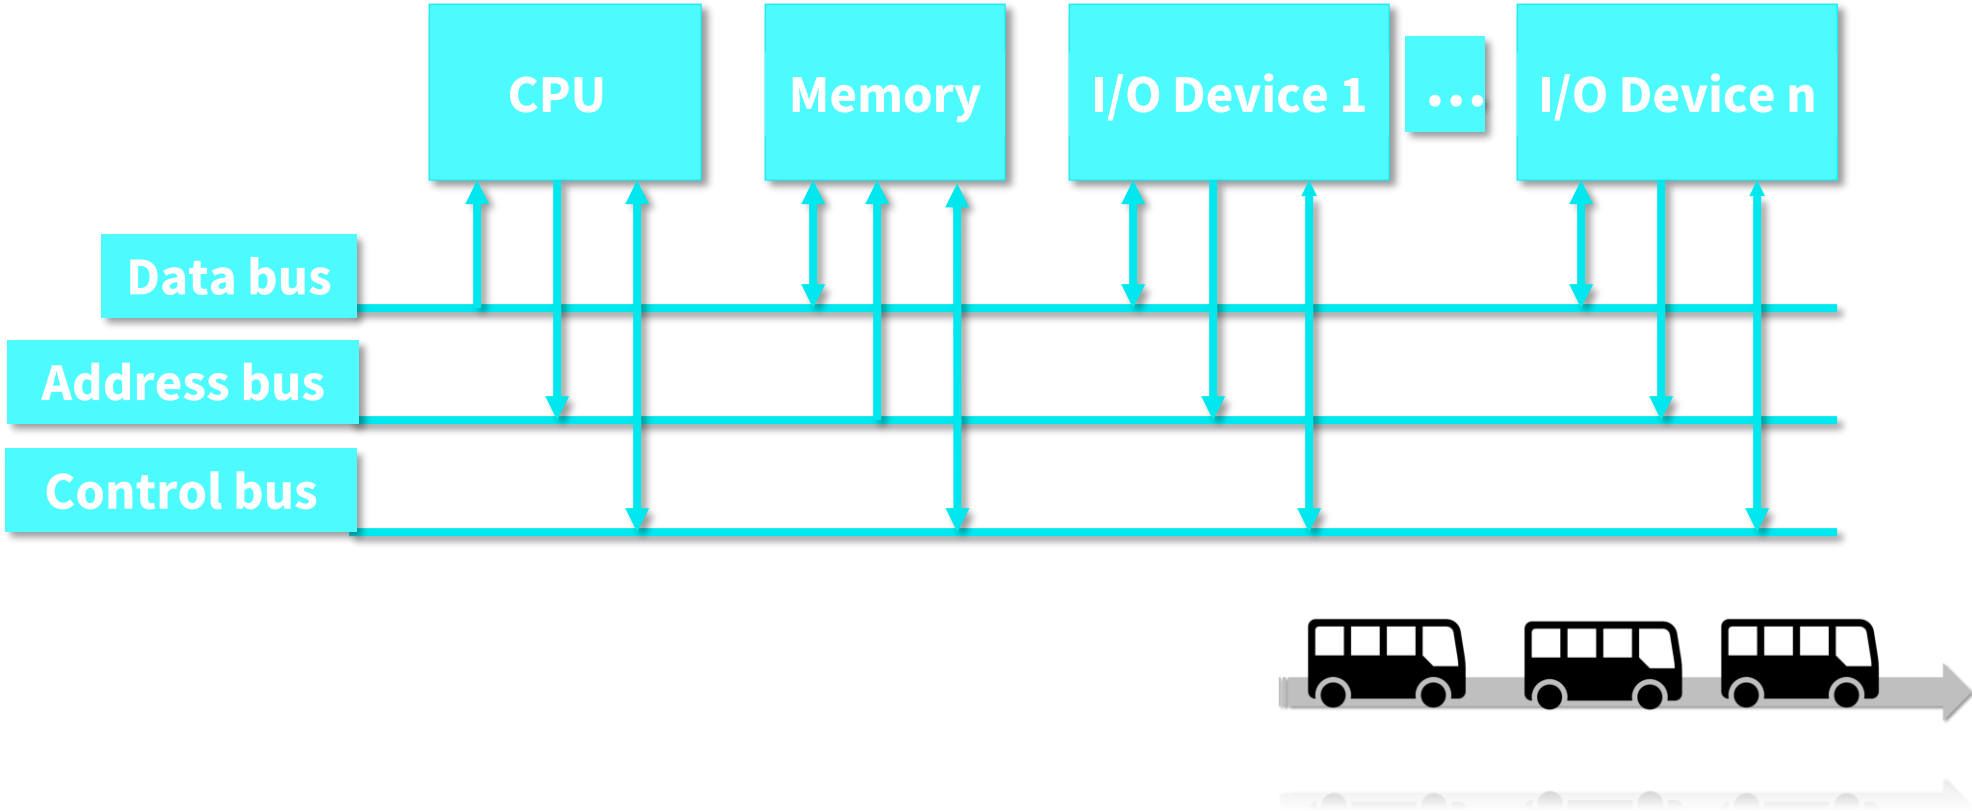 CPU
Memory
I/O Device 1
...
I/O Device n
Data bus
Address bus
Control bus